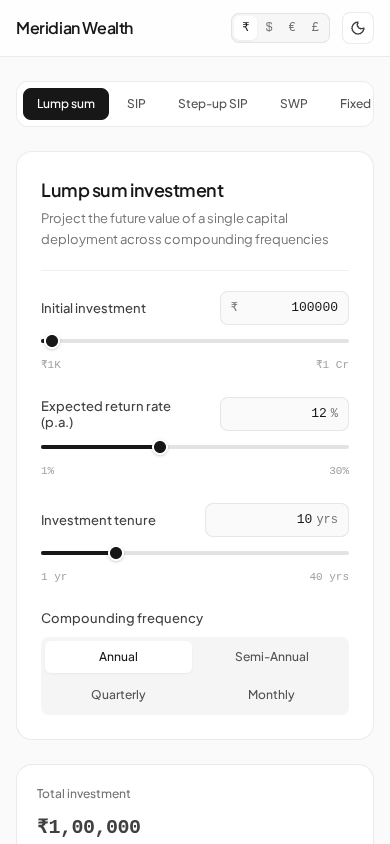 Meridian Wealth
₹ $ € £
Lump sum SIP Step-up SIP SWP Fixed
Lump sum investment
Project the future value of a single capital
deployment across compounding frequencies
Initial investment
₹ 100000
₹1K ₹1 Cr
Expected return rate
(p.a.)
12 %
1% 30%
Investment tenure
10 yrs
1 yr 40 yrs
Compounding frequency
Annual Semi-Annual
Quarterly Monthly
Total investment
₹1,00,000